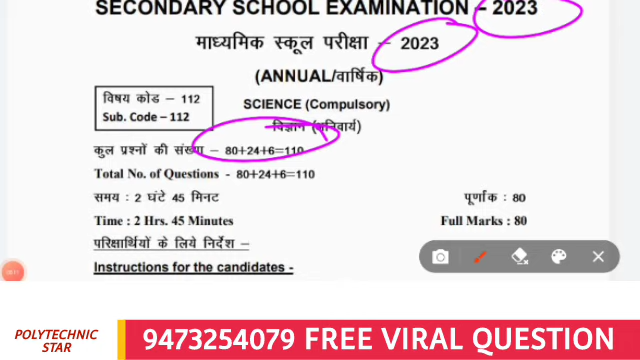 SECONDARY SCHOOL EXAMINATION - 2023
माध्यमिक स्कूल परीक्षा - 2023
(ANNUAL/वार्षिक)
विषय कोड – 112
Sub. Code – 112
SCIENCE (Compulsory)
विज्ञान (अनिवार्य)
कुल प्रश्नों की संख्या – 80+24+6=110
Total No. of Questions - 80+24+6=110
समय : 2 घंटे 45 मिनट
पूर्णांक : 80
Time : 2 Hrs. 45 Minutes
Full Marks : 80
परिक्षार्थियों के लिये निर्देश –
Instructions for the candidates -
POLYTECHNIC
STAR
9473254079 FREE VIRAL QUESTION